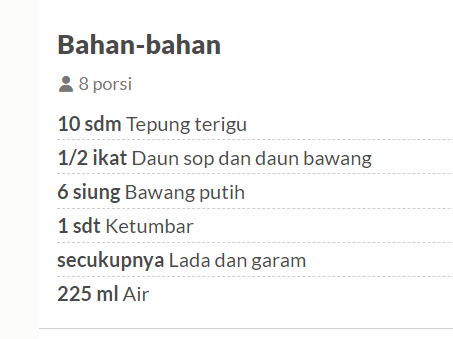 Bahan-bahan
8 porsi
10 sdm Tepung terigu
1/2 ikat Daun sop dan daun bawang
6 siung Bawang putih
1 sdt Ketumbar
secukupnya Lada dan garam
225 ml Air